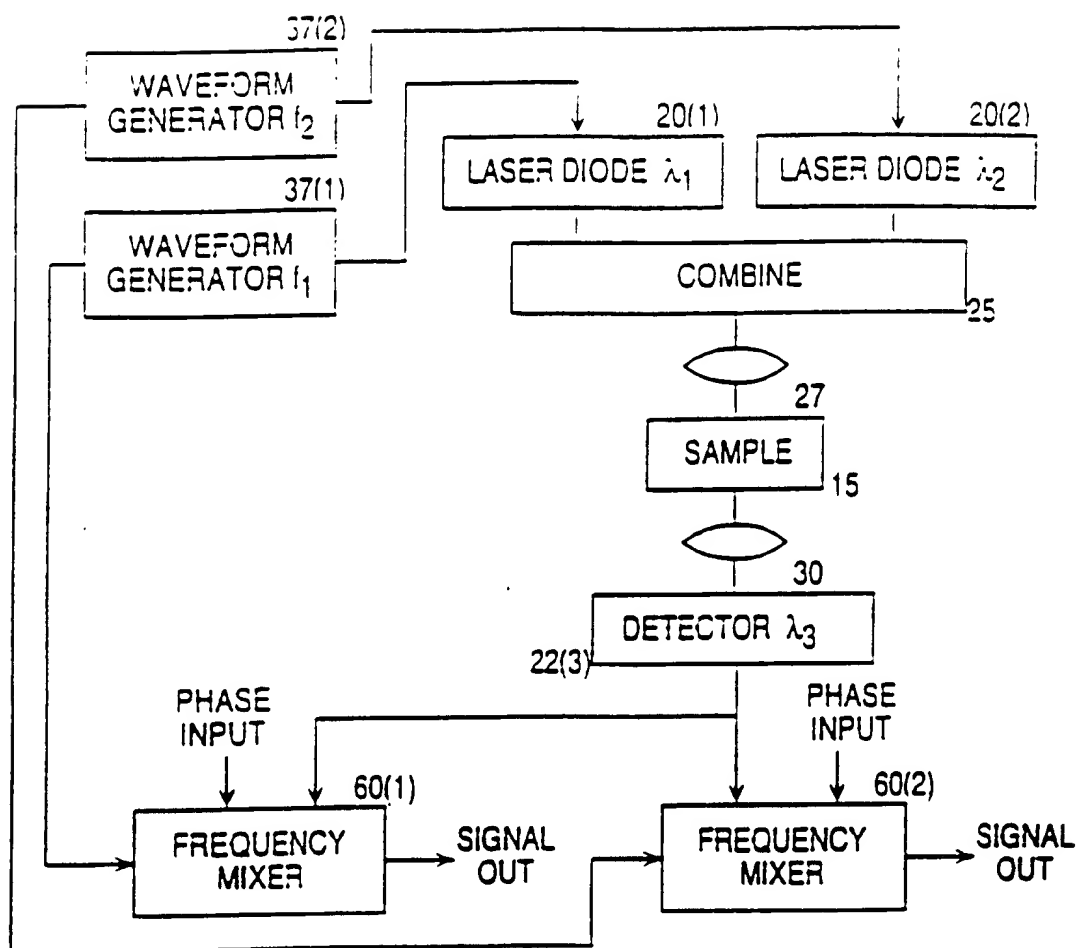 37(2)
WAVEFORM
GENERATOR f2
20(1)
20(2)
LASER DIODE λ1
LASER DIODE λ2
37(1)
WAVEFORM
GENERATOR f1
COMBINE
25
27
SAMPLE
15
30
DETECTOR λ3
22(3)
PHASE
INPUT
PHASE
INPUT
60(1)
60(2)
FREQUENCY
MIXER
SIGNAL
OUT
FREQUENCY
MIXER
SIGNAL
OUT